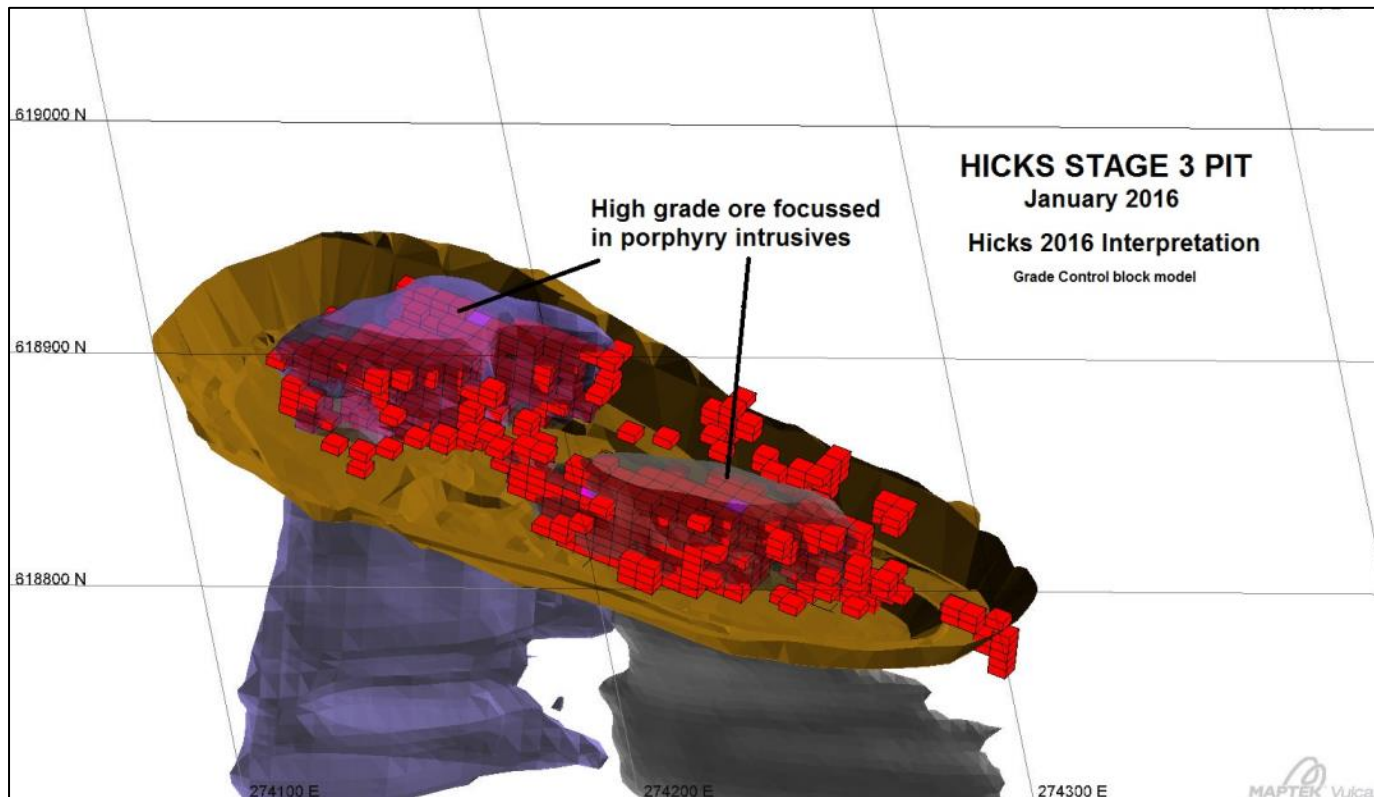 619000 N
HICKS STAGE 3 PIT
January 2016
High grade ore focussed
in porphyry intrusives
Hicks 2016 Interpretation
Grade Control block model
618900 N
618800 N
274100 E
274200 E
274300 E
MAPTEK Vulca